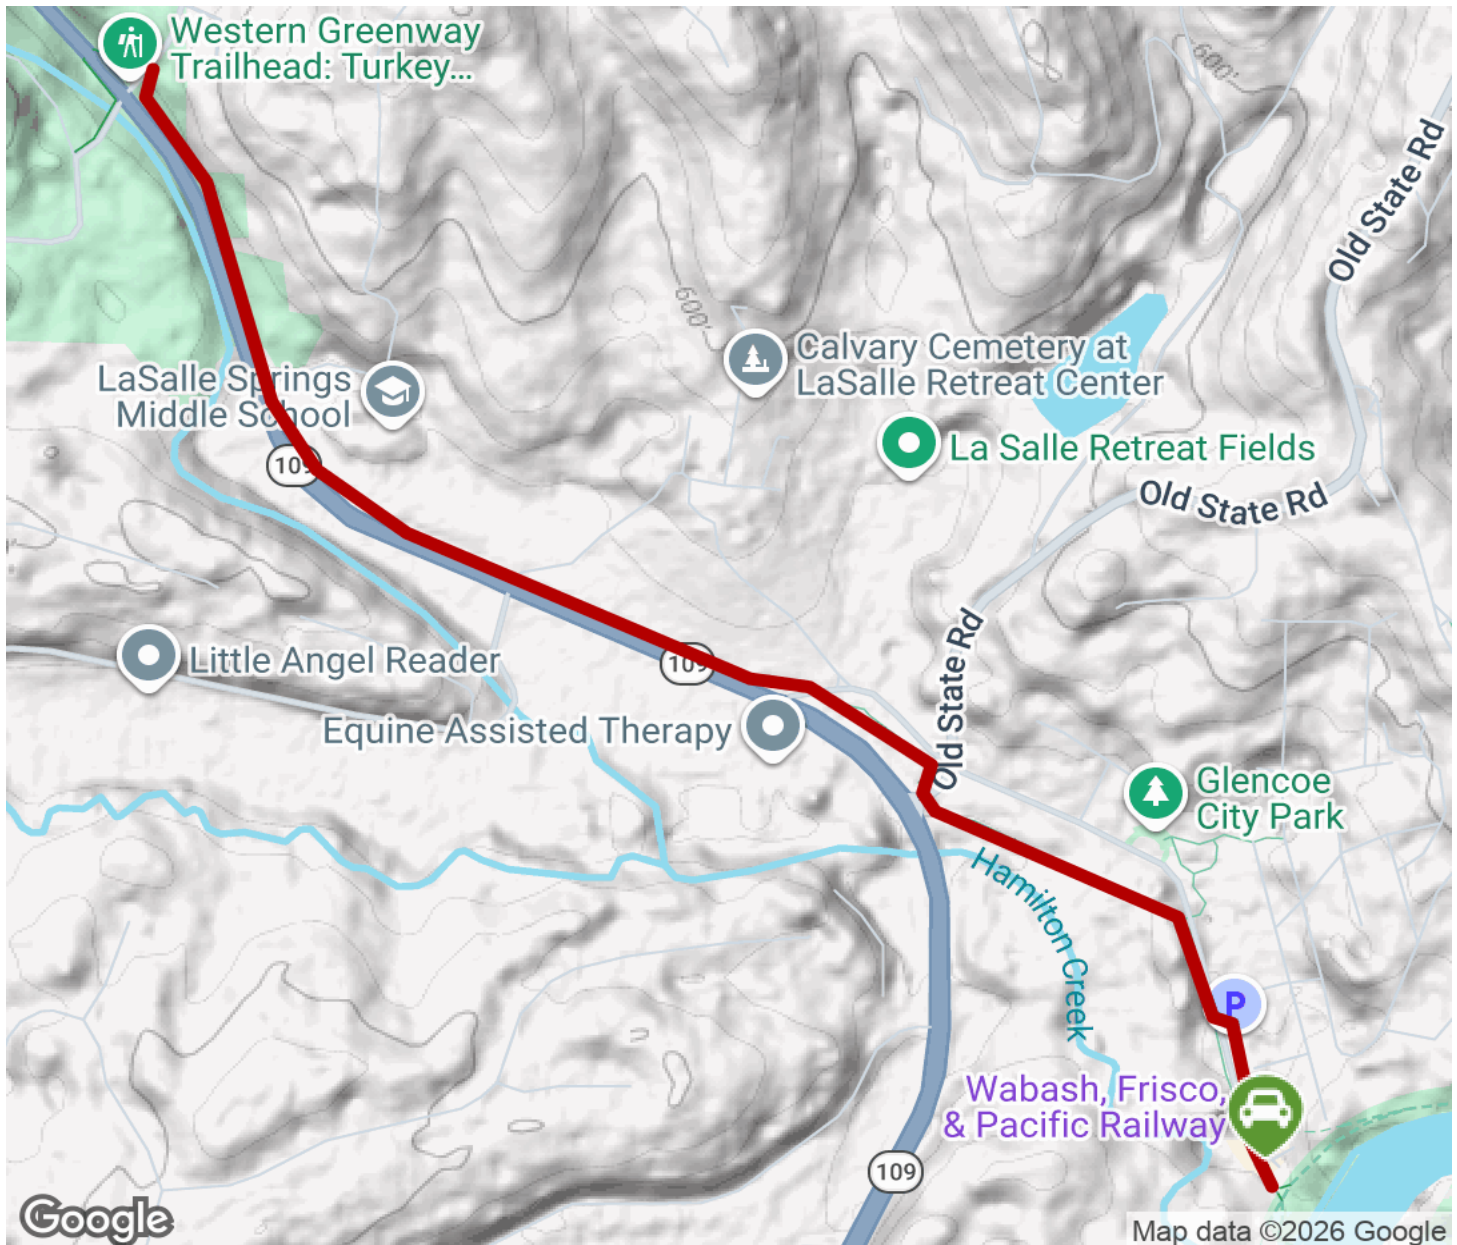 Western Greenway
Trailhead: Turkey...
600'
Old State Rd
600'
Calvary Cemetery at
LaSalle Retreat Center
LaSalle Springs
Middle School
La Salle Retreat Fields
109
Old State Rd
Old State Rd
Little Angel Reader
109
Equine Assisted Therapy
Glencoe
City Park
Hamilton Creek
P
Wabash, Frisco,
& Pacific Railway
109
Google
Map data ©2026 Google